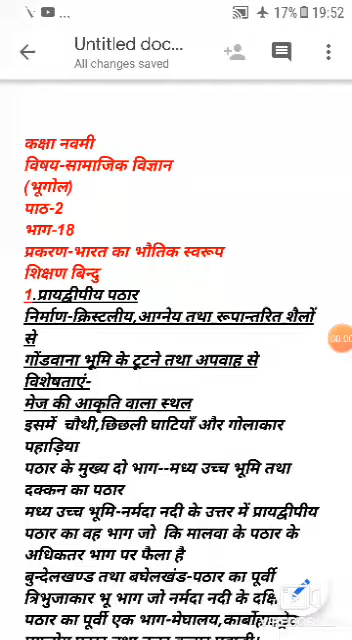 17% 19:52
Untitled doc...
All changes saved
कक्षा नवमी
विषय-सामाजिक विज्ञान
(भूगोल)
पाठ-2
भाग-18
प्रकरण-भारत का भौतिक स्वरूप
शिक्षण बिन्दु
1.प्रायद्वीपीय पठार
निर्माण-क्रिस्टलीय,आग्नेय तथा रूपान्तरित शैलों
से
गोंडवाना भूमि के टूटने तथा अपवाह से
विशेषताएं-
मेज की आकृति वाला स्थल
इसमें चौथी,छिछली घाटियाँ और गोलाकार
पहाड़िया
पठार के मुख्य दो भाग--मध्य उच्च भूमि तथा
दक्कन का पठार
मध्य उच्च भूमि-नर्मदा नदी के उत्तर में प्रायद्वीपीय
पठार का वह भाग जो कि मालवा के पठार के
अधिकतर भाग पर फैला है
बुन्देलखण्ड तथा बघेलखंड-पठार का पूर्वी
त्रिभुजाकार भू भाग जो नर्मदा नदी के
पठार का पूर्वी एक भाग-मेघालय,